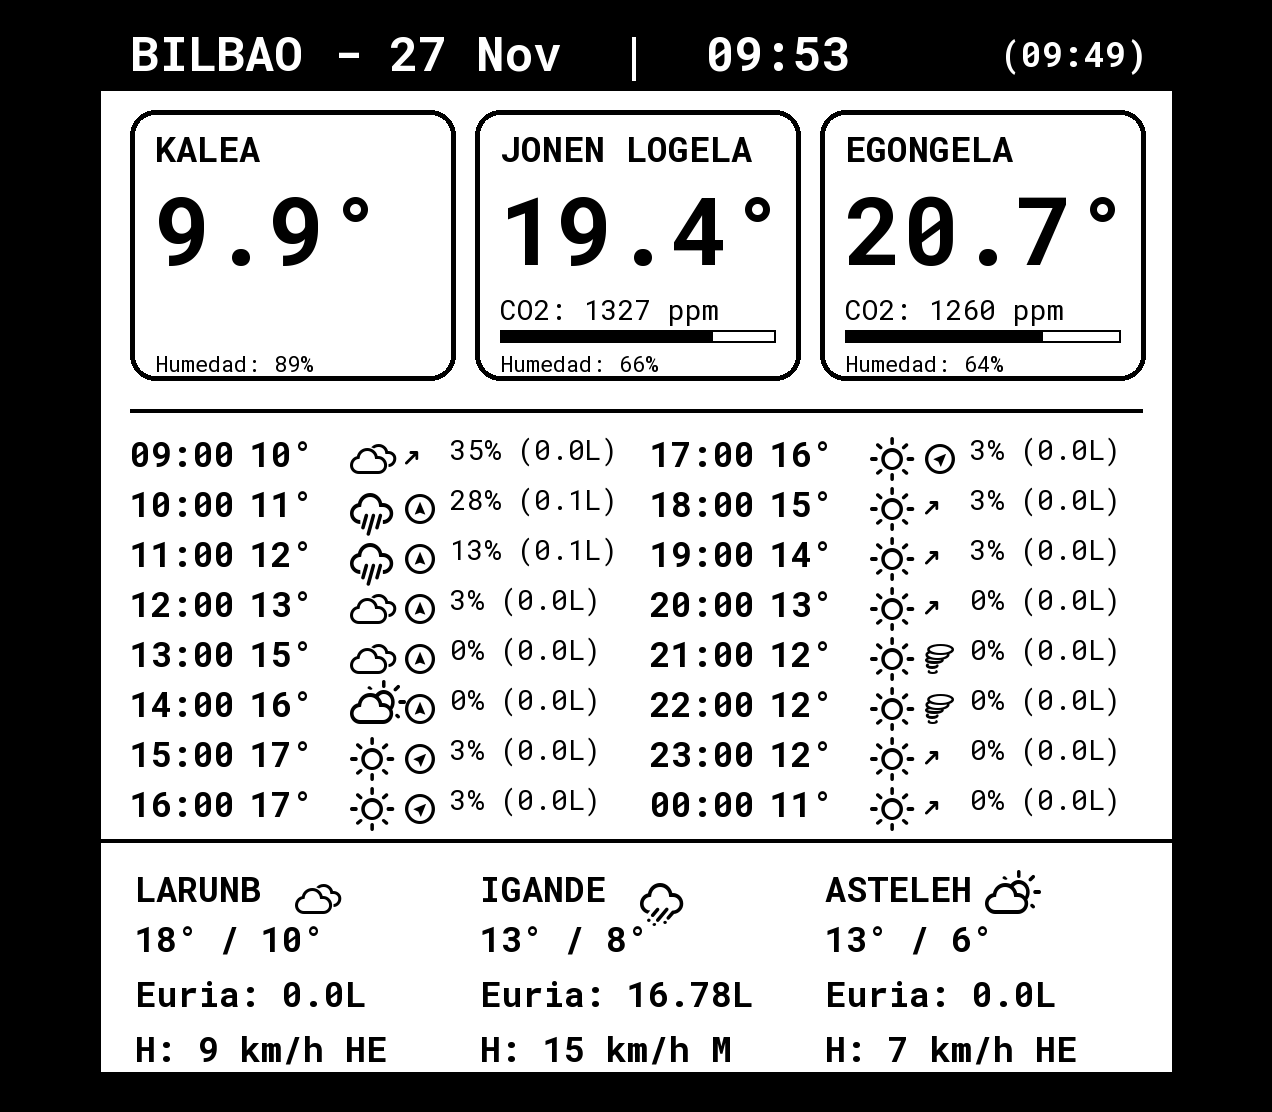 BILBAO - 27 Nov | 09:53 (09:49)
KALEA
9.9°
Humedad: 89%
JONEN LOGELA
19.4°
CO2: 1327 ppm
Humedad: 66%
EGONGELA
20.7°
CO2: 1260 ppm
Humedad: 64%
09:00 10° 35% (0.0L)
10:00 11° 28% (0.1L)
11:00 12° 13% (0.1L)
12:00 13° 3% (0.0L)
13:00 15° 0% (0.0L)
14:00 16° 0% (0.0L)
15:00 17° 3% (0.0L)
16:00 17° 3% (0.0L)
17:00 16° 3% (0.0L)
18:00 15° 3% (0.0L)
19:00 14° 3% (0.0L)
20:00 13° 0% (0.0L)
21:00 12° 0% (0.0L)
22:00 12° 0% (0.0L)
23:00 12° 0% (0.0L)
00:00 11° 0% (0.0L)
LARUNB
18° / 10°
Euria: 0.0L
H: 9 km/h HE
IGANDE
13° / 8°
Euria: 16.78L
H: 15 km/h M
ASTELEH
13° / 6°
Euria: 0.0L
H: 7 km/h HE